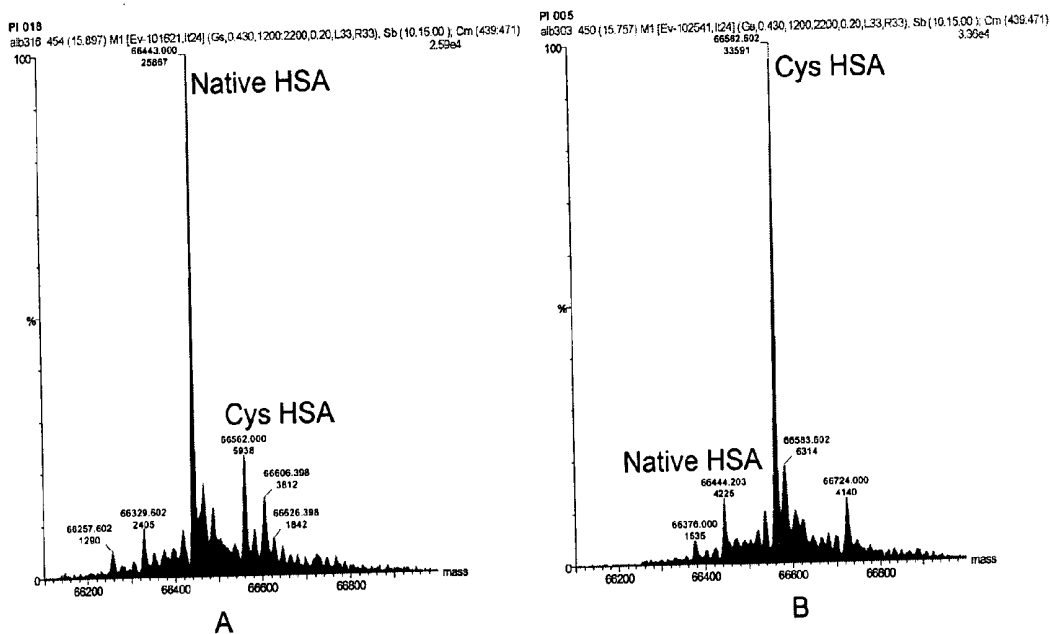 PI 018
alb316 454 (15.897) M1 [Ev-101621,It24] (Gs,0.430,1200:2200,0.20,L33,R33), Sb (10,15.00 ); Cm (439:471)
2.59e4
100
66443.000
25867
Native HSA
%
Cys HSA
66562.000
5938
66606.398
3812
66626.398
1842
66329.602
2405
66257.602
1290
0
66200
66400
66600
66800
mass
A
PI 005
alb303 450 (15.757) M1 [Ev-102541,It24] (Gs,0.430,1200,2200,0.20,L33,R33), Sb (10,15.00 ); Cm (439:471)
3.36e4
100
66562.602
33591
Cys HSA
%
Native HSA
66583.602
6314
66444.203
4225
66724.000
4140
66376.000
1535
0
66200
66400
66600
66800
mass
B